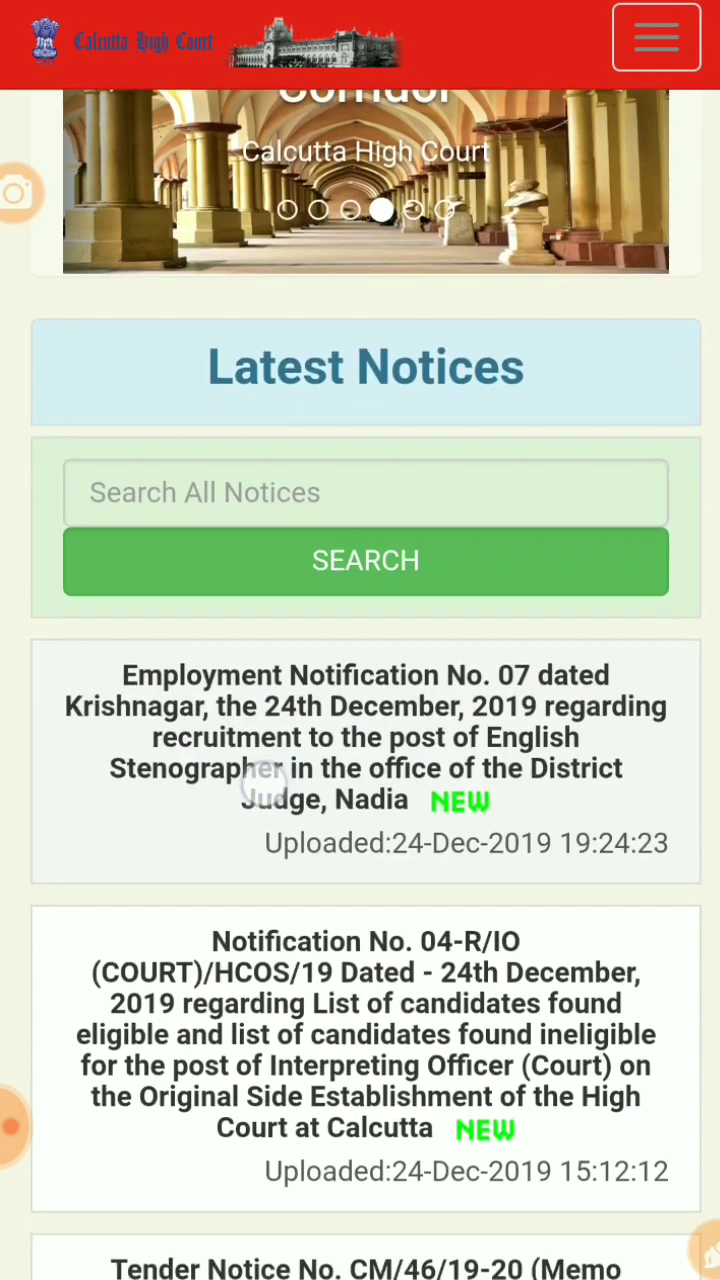 Calcutta High Court
Corridor
Calcutta High Court
Latest Notices
Search All Notices
SEARCH
Employment Notification No. 07 dated
Krishnagar, the 24th December, 2019 regarding
recruitment to the post of English
Stenographer in the office of the District
Judge, Nadia NEW
Uploaded:24-Dec-2019 19:24:23
Notification No. 04-R/IO
(COURT)/HCOS/19 Dated - 24th December,
2019 regarding List of candidates found
eligible and list of candidates found ineligible
for the post of Interpreting Officer (Court) on
the Original Side Establishment of the High
Court at Calcutta NEW
Uploaded:24-Dec-2019 15:12:12
Tender Notice No. CM/46/19-20 (Memo